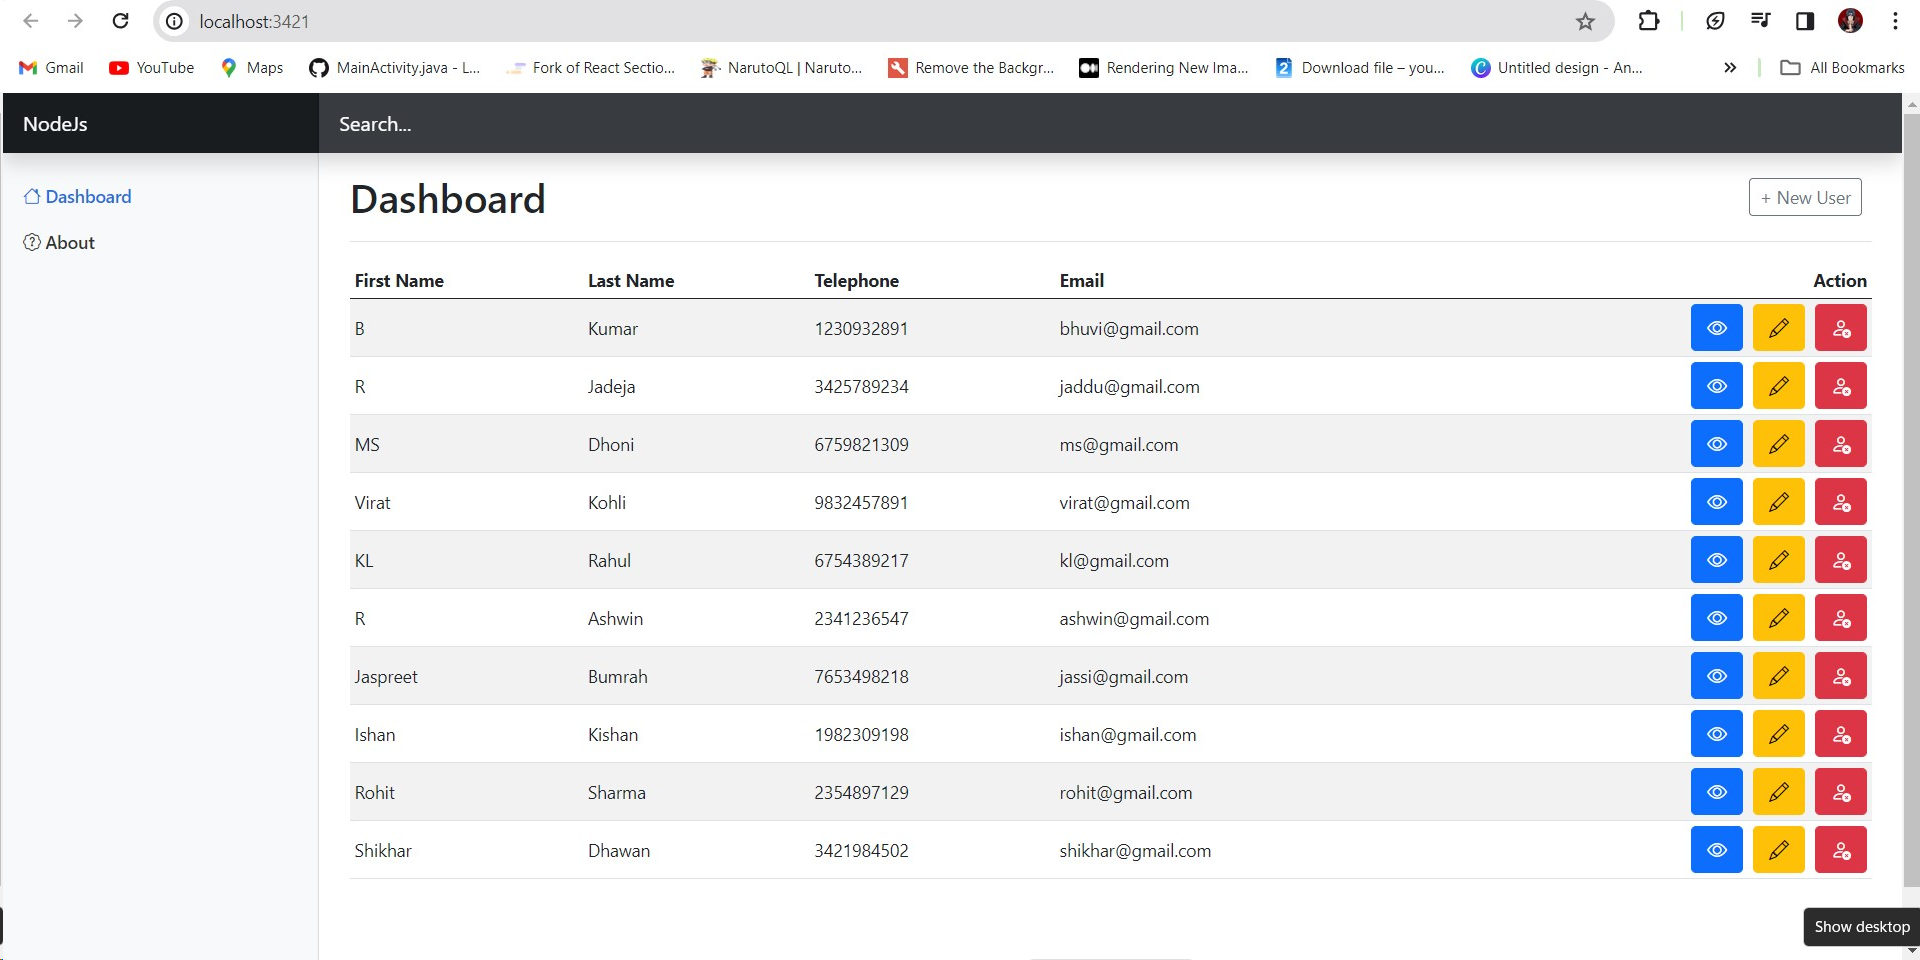 localhost:3421
Gmail YouTube Maps MainActivity.java - L... Fork of React Sectio... NarutoQL | Naruto... Remove the Backgr... Rendering New Ima... Download file – you... Untitled design - An... » All Bookmarks
NodeJs Search...
Dashboard
About
Dashboard + New User
First Name Last Name Telephone Email Action
B Kumar 1230932891 bhuvi@gmail.com
R Jadeja 3425789234 jaddu@gmail.com
MS Dhoni 6759821309 ms@gmail.com
Virat Kohli 9832457891 virat@gmail.com
KL Rahul 6754389217 kl@gmail.com
R Ashwin 2341236547 ashwin@gmail.com
Jaspreet Bumrah 7653498218 jassi@gmail.com
Ishan Kishan 1982309198 ishan@gmail.com
Rohit Sharma 2354897129 rohit@gmail.com
Shikhar Dhawan 3421984502 shikhar@gmail.com
Show desktop